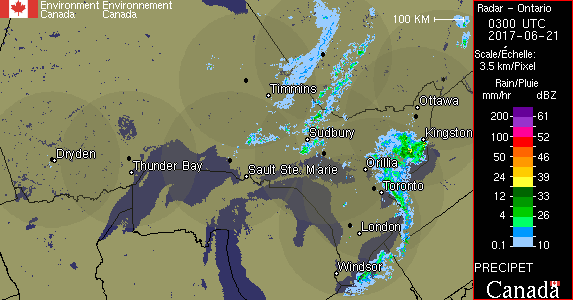 Environment Environnement
Canada Canada
100 KM
Timmins
Ottawa
Sudbury
Kingston
Dryden
Thunder Bay
Sault Ste. Marie
Orillia
Toronto
London
Windsor
Radar - Ontario
0300 UTC
2017-06-21
Scale/Échelle:
3.5 km/Pixel
Rain/Pluie
mm/hr dBZ
200 61
100 52
50 46
24 39
12 34
4 26
0.1 10
PRECIPET
Canada